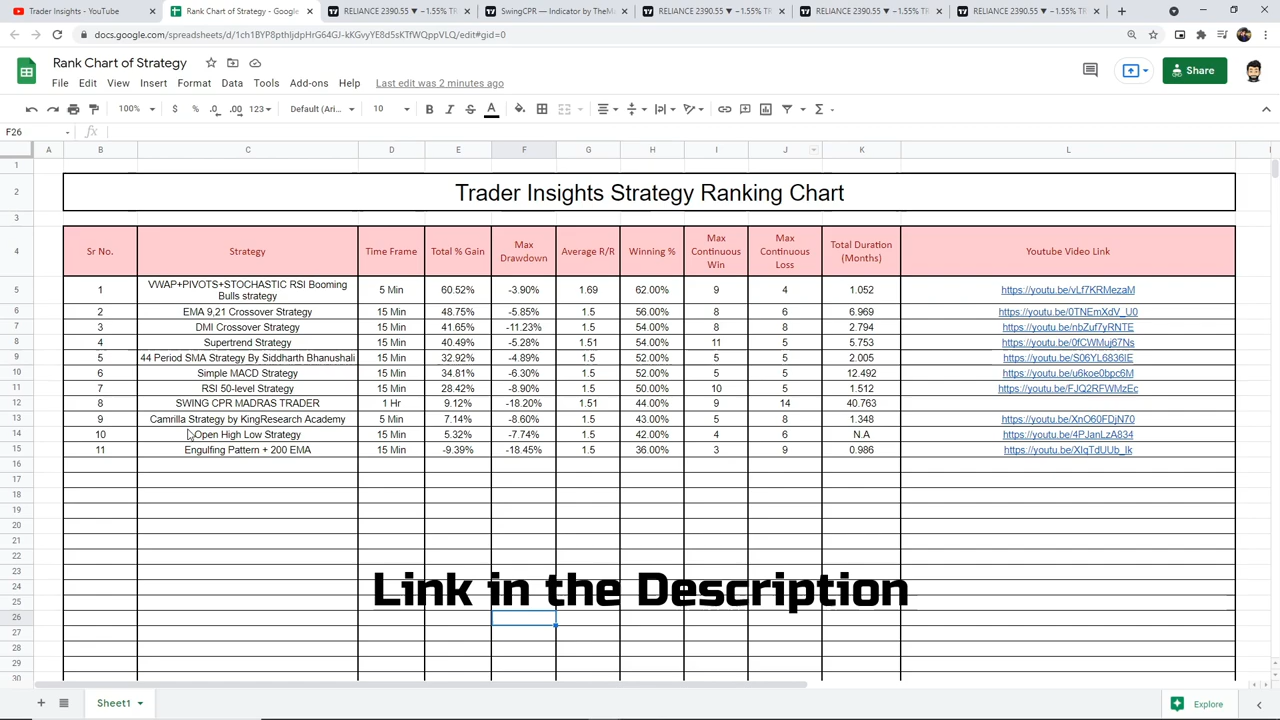 Trader Insights - YouTube
Rank Chart of Strategy - Google
RELIANCE 2390.55 ▼ −1.55% TR
SwingCPR — Indicator by TheMu
RELIANCE 2390.55 ▼ −1.55% TR
RELIANCE 2390.55 ▼ −1.55% TR
RELIANCE 2390.55 ▼ −1.55% TR
Rank Chart of Strategy
File Edit View Insert Format Data Tools Add-ons Help Last edit was 2 minutes ago
Share
100% $ % .0 .00 123 Default (Ari... 10
F26 fx
A B C D E F G H I J K L
Trader Insights Strategy Ranking Chart
Sr No. Strategy Time Frame Total % Gain Max Drawdown Average R/R Winning % Max Continuous Win Max Continuous Loss Total Duration (Months) Youtube Video Link
1 VWAP+PIVOTS+STOCHASTIC RSI Booming Bulls strategy 5 Min 60.52% -3.90% 1.69 62.00% 9 4 1.052 https://youtu.be/vLf7KRMezaM
2 EMA 9,21 Crossover Strategy 15 Min 48.75% -5.85% 1.5 56.00% 8 6 6.969 https://youtu.be/0TNEmXdV_U0
3 DMI Crossover Strategy 15 Min 41.65% -11.23% 1.5 54.00% 8 8 2.794 https://youtu.be/nbZuf7yRNTE
4 Supertrend Strategy 15 Min 40.49% -5.28% 1.51 54.00% 11 5 5.753 https://youtu.be/0fCWMuj67Ns
5 44 Period SMA Strategy By Siddharth Bhanushali 15 Min 32.92% -4.89% 1.5 52.00% 5 5 2.005 https://youtu.be/S06YL6836IE
6 Simple MACD Strategy 15 Min 34.81% -6.30% 1.5 52.00% 5 5 12.492 https://youtu.be/u6koe0bpc6M
7 RSI 50-level Strategy 15 Min 28.42% -8.90% 1.5 50.00% 10 5 1.512 https://youtu.be/FJQ2RFWMzEc
8 SWING CPR MADRAS TRADER 1 Hr 9.12% -18.20% 1.51 44.00% 9 14 40.763
9 Camrilla Strategy by KingResearch Academy 5 Min 7.14% -8.60% 1.5 43.00% 5 8 1.348 https://youtu.be/XnO60FDjN70
10 Open High Low Strategy 15 Min 5.32% -7.74% 1.5 42.00% 4 6 N.A https://youtu.be/4PJanLzA834
11 Engulfing Pattern + 200 EMA 15 Min -9.39% -18.45% 1.5 36.00% 3 9 0.986 https://youtu.be/XIqTdUUb_Ik
Link in the Description
Sheet1
Explore